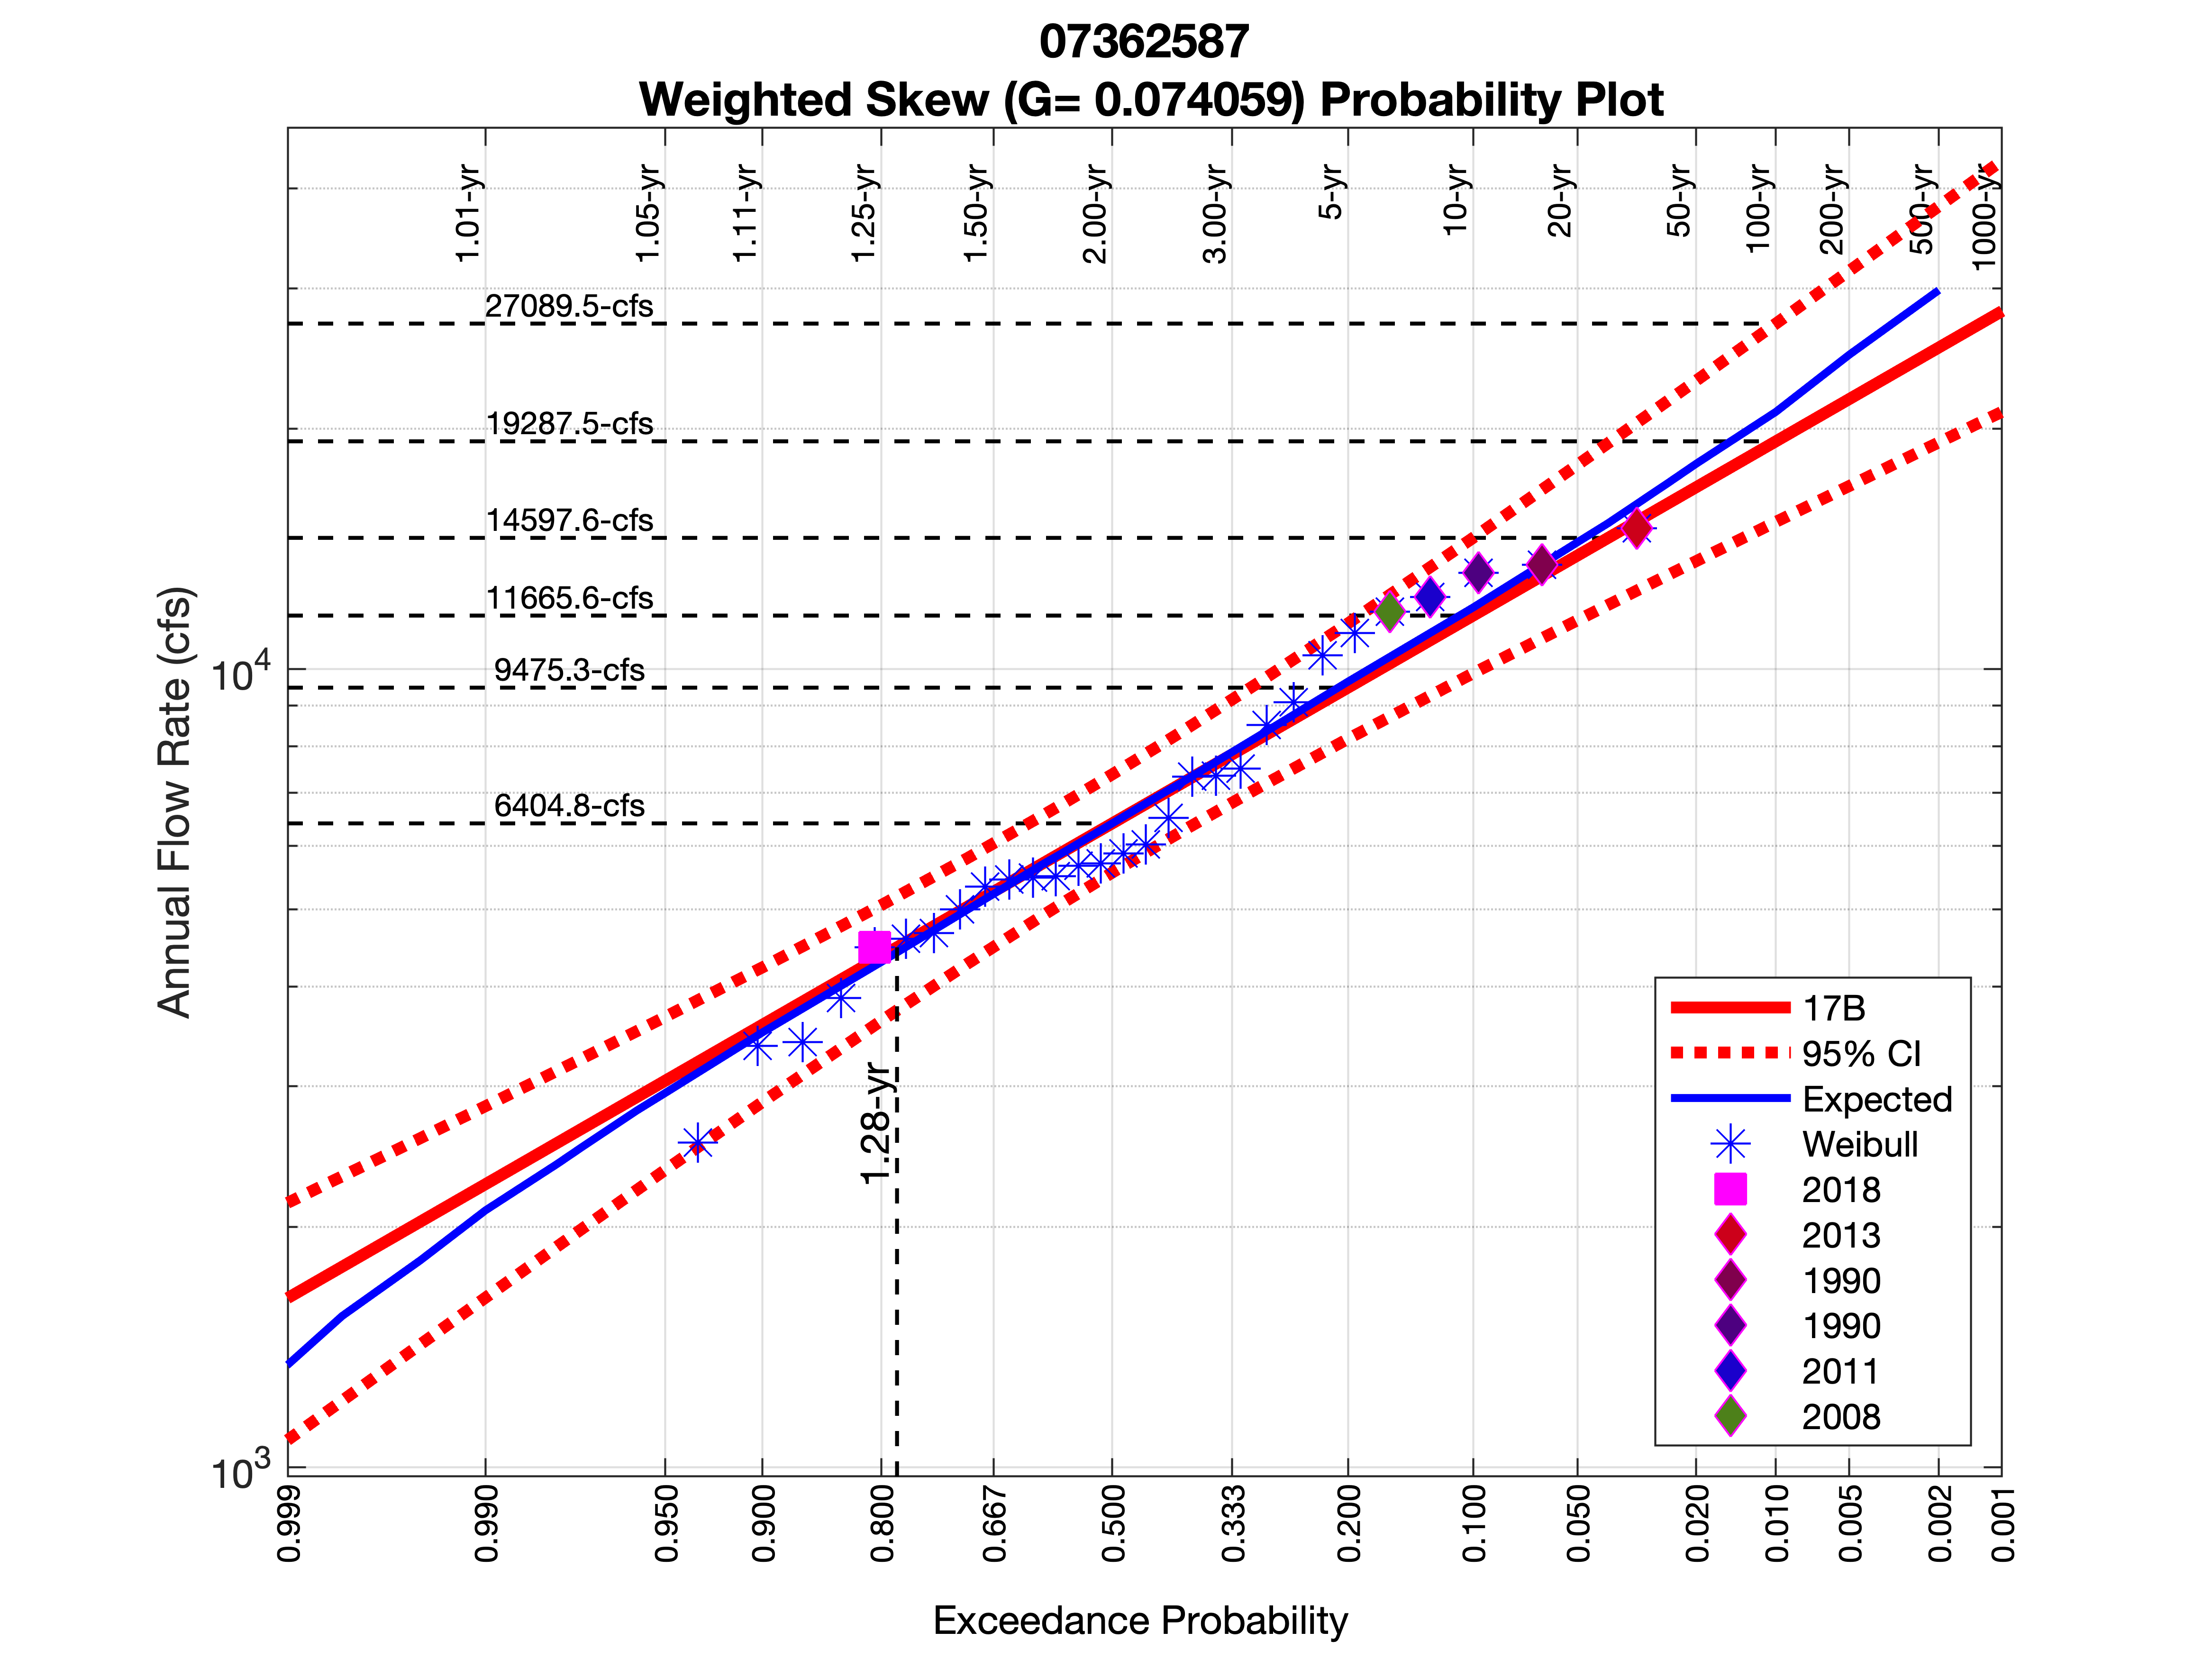 07362587
Weighted Skew (G= 0.074059) Probability Plot
1.01-yr
1.05-yr
1.11-yr
1.25-yr
1.50-yr
2.00-yr
3.00-yr
5-yr
10-yr
20-yr
50-yr
100-yr
200-yr
500-yr
1000-yr
27089.5-cfs
19287.5-cfs
14597.6-cfs
11665.6-cfs
9475.3-cfs
6404.8-cfs
1.28-yr
Annual Flow Rate (cfs)
10⁴
10³
17B
95% CI
Expected
Weibull
2018
2013
1990
1990
2011
2008
0.999
0.990
0.950
0.900
0.800
0.667
0.500
0.333
0.200
0.100
0.050
0.020
0.010
0.005
0.002
0.001
Exceedance Probability